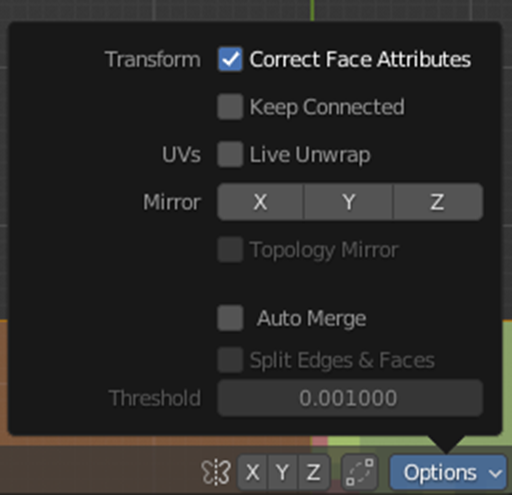 Transform Correct Face Attributes
Keep Connected
UVs Live Unwrap
Mirror X Y Z
Topology Mirror
Auto Merge
Split Edges & Faces
Threshold 0.001000
X Y Z Options